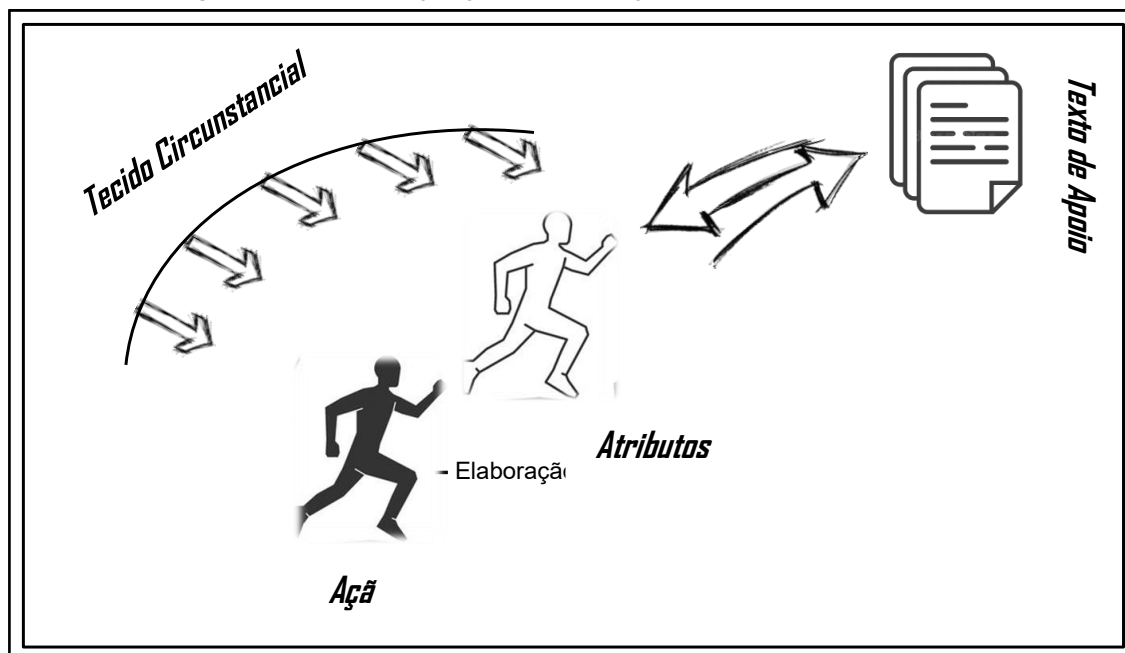 Tecido Circunstancial
Texto de Apoio
Atributos
- Elaboraçã
Açã